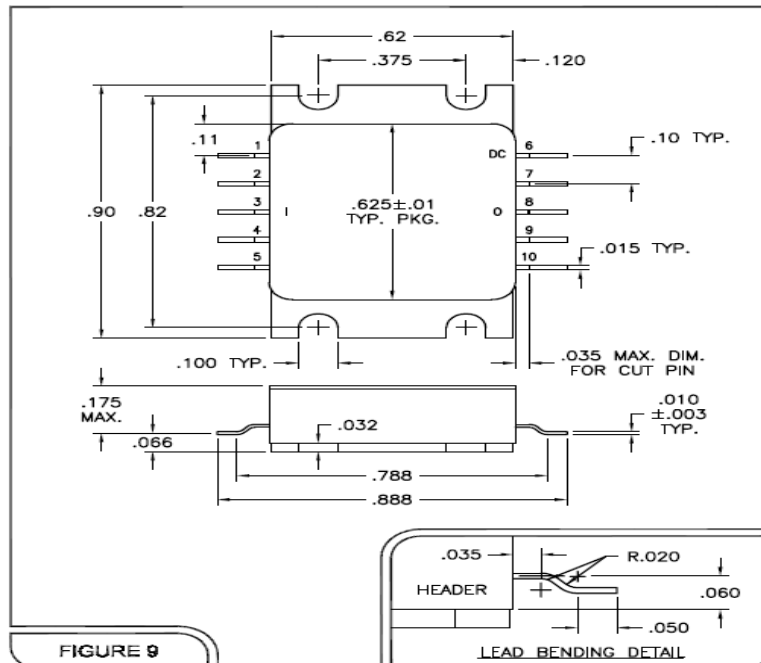 .62
.375
.120
.11
1
DC
6
.10 TYP.
2
7
.90
.82
3
I
.625±.01
TYP. PKG.
O
8
4
9
5
10
.015 TYP.
.100 TYP.
.035 MAX. DIM.
FOR CUT PIN
.175
MAX.
.010
±.003
TYP.
.032
.066
.788
.888
.035
R.020
HEADER
.060
.050
FIGURE 9
LEAD BENDING DETAIL